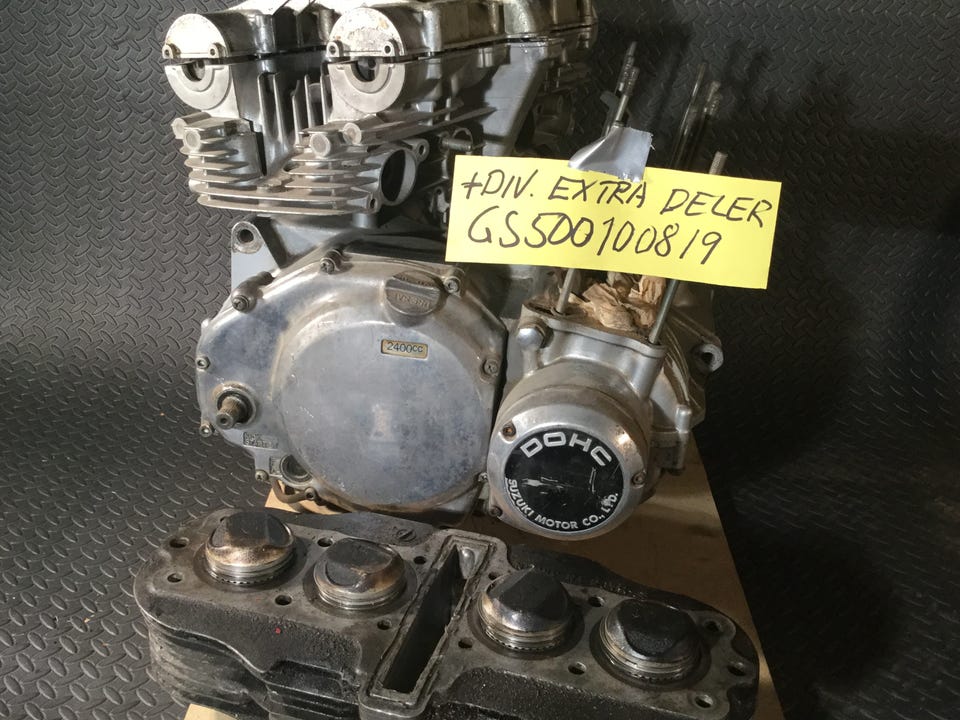 +DIV. EXTRA DELER
GS500100819
2400cc
DOHC
SUZUKI MOTOR CO., LTD.